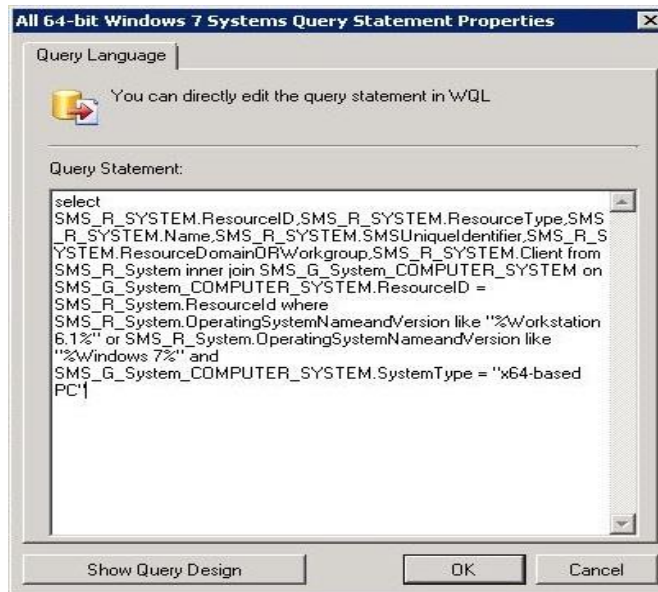 All 64-bit Windows 7 Systems Query Statement Properties
Query Language
You can directly edit the query statement in WQL
Query Statement:
select
SMS_R_SYSTEM.ResourceID,SMS_R_SYSTEM.ResourceType,SMS
_R_SYSTEM.Name,SMS_R_SYSTEM.SMSUniqueIdentifier,SMS_R_S
YSTEM.ResourceDomainORWorkgroup,SMS_R_SYSTEM.Client from
SMS_R_System inner join SMS_G_System_COMPUTER_SYSTEM on
SMS_G_System_COMPUTER_SYSTEM.ResourceID =
SMS_R_System.ResourceId where
SMS_R_System.OperatingSystemNameandVersion like "%Workstation
6.1%" or SMS_R_System.OperatingSystemNameandVersion like
"%Windows 7%" and
SMS_G_System_COMPUTER_SYSTEM.SystemType = "x64-based
PC"
Show Query Design
OK
Cancel